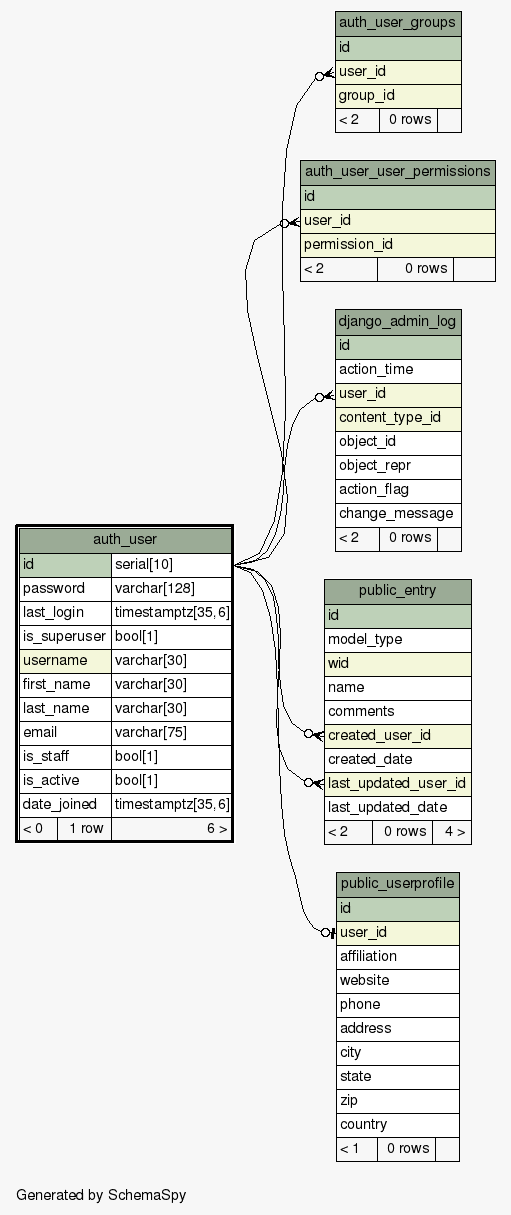 auth_user_groups
id
user_id
group_id
< 2 0 rows
auth_user_user_permissions
id
user_id
permission_id
< 2 0 rows
django_admin_log
id
action_time
user_id
content_type_id
object_id
object_repr
action_flag
change_message
< 2 0 rows
auth_user
id serial[10]
password varchar[128]
last_login timestamptz[35,6]
is_superuser bool[1]
username varchar[30]
first_name varchar[30]
last_name varchar[30]
email varchar[75]
is_staff bool[1]
is_active bool[1]
date_joined timestamptz[35,6]
< 0 1 row 6 >
public_entry
id
model_type
wid
name
comments
created_user_id
created_date
last_updated_user_id
last_updated_date
< 2 0 rows 4 >
public_userprofile
id
user_id
affiliation
website
phone
address
city
state
zip
country
< 1 0 rows
Generated by SchemaSpy